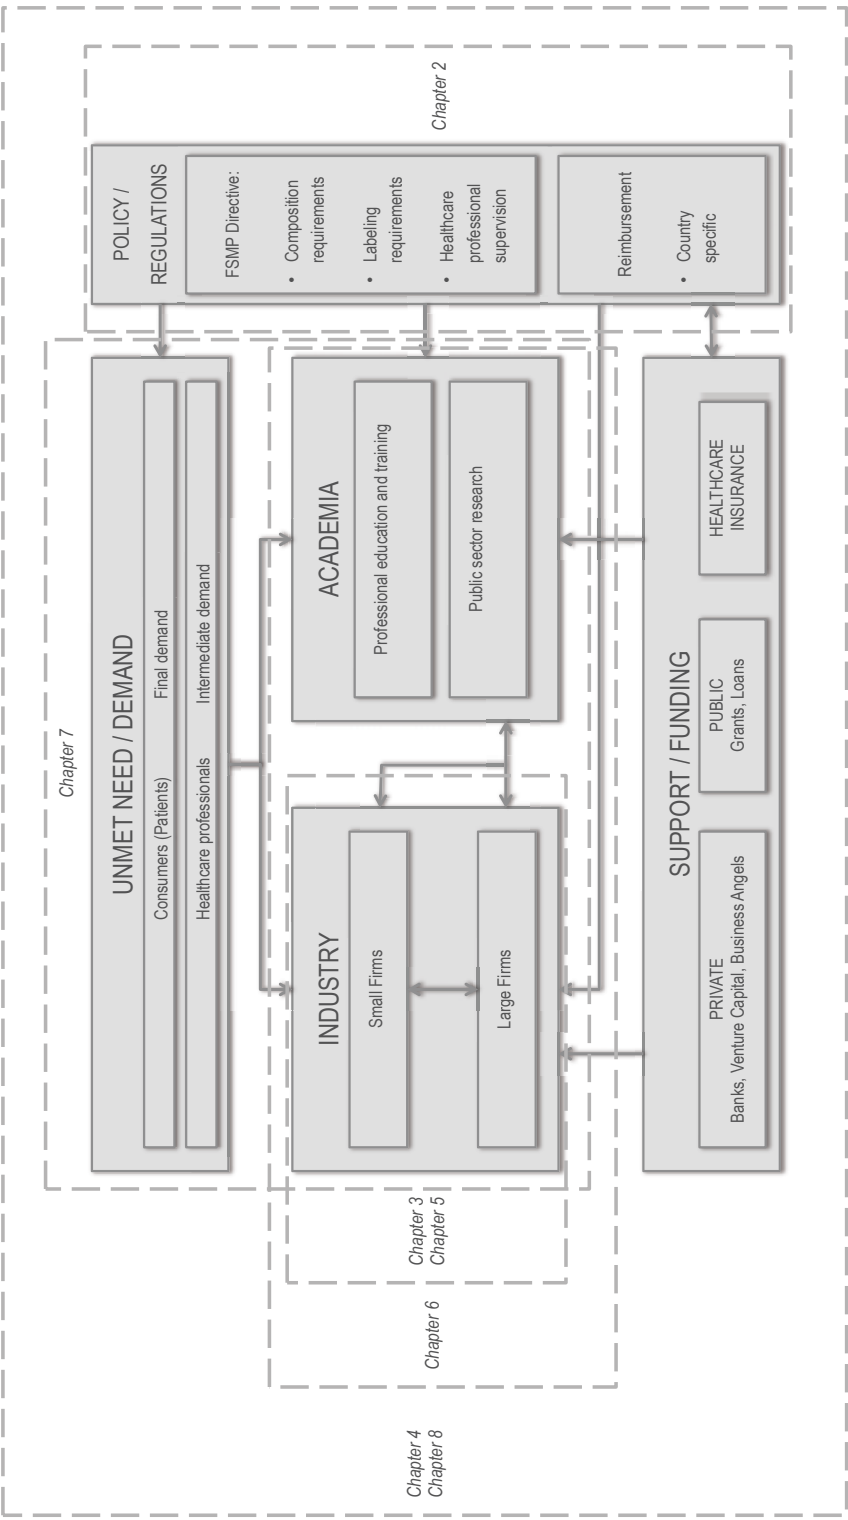 Chapter 7
UNMET NEED / DEMAND
Consumers (Patients)
Final demand
Healthcare professionals
Intermediate demand
Chapter 4
Chapter 8
Chapter 6
Chapter 3
Chapter 5
INDUSTRY
Small Firms
Large Firms
ACADEMIA
Professional education and training
Public sector research
POLICY /
REGULATIONS
FSMP Directive:
• Composition
requirements
• Labeling
requirements
• Healthcare
professional
supervision
Reimbursement
• Country
specific
Chapter 2
SUPPORT / FUNDING
PRIVATE
Banks, Venture Capital, Business Angels
PUBLIC
Grants, Loans
HEALTHCARE
INSURANCE